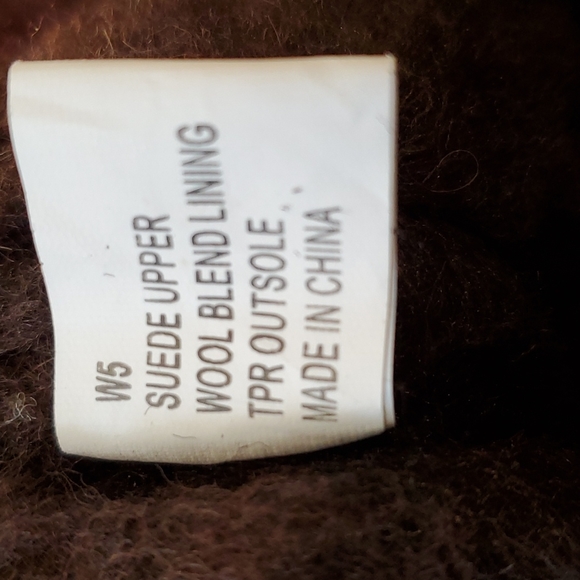 W5
SUEDE UPPER
WOOL BLEND LINING
TPR OUTSOLE
MADE IN CHINA